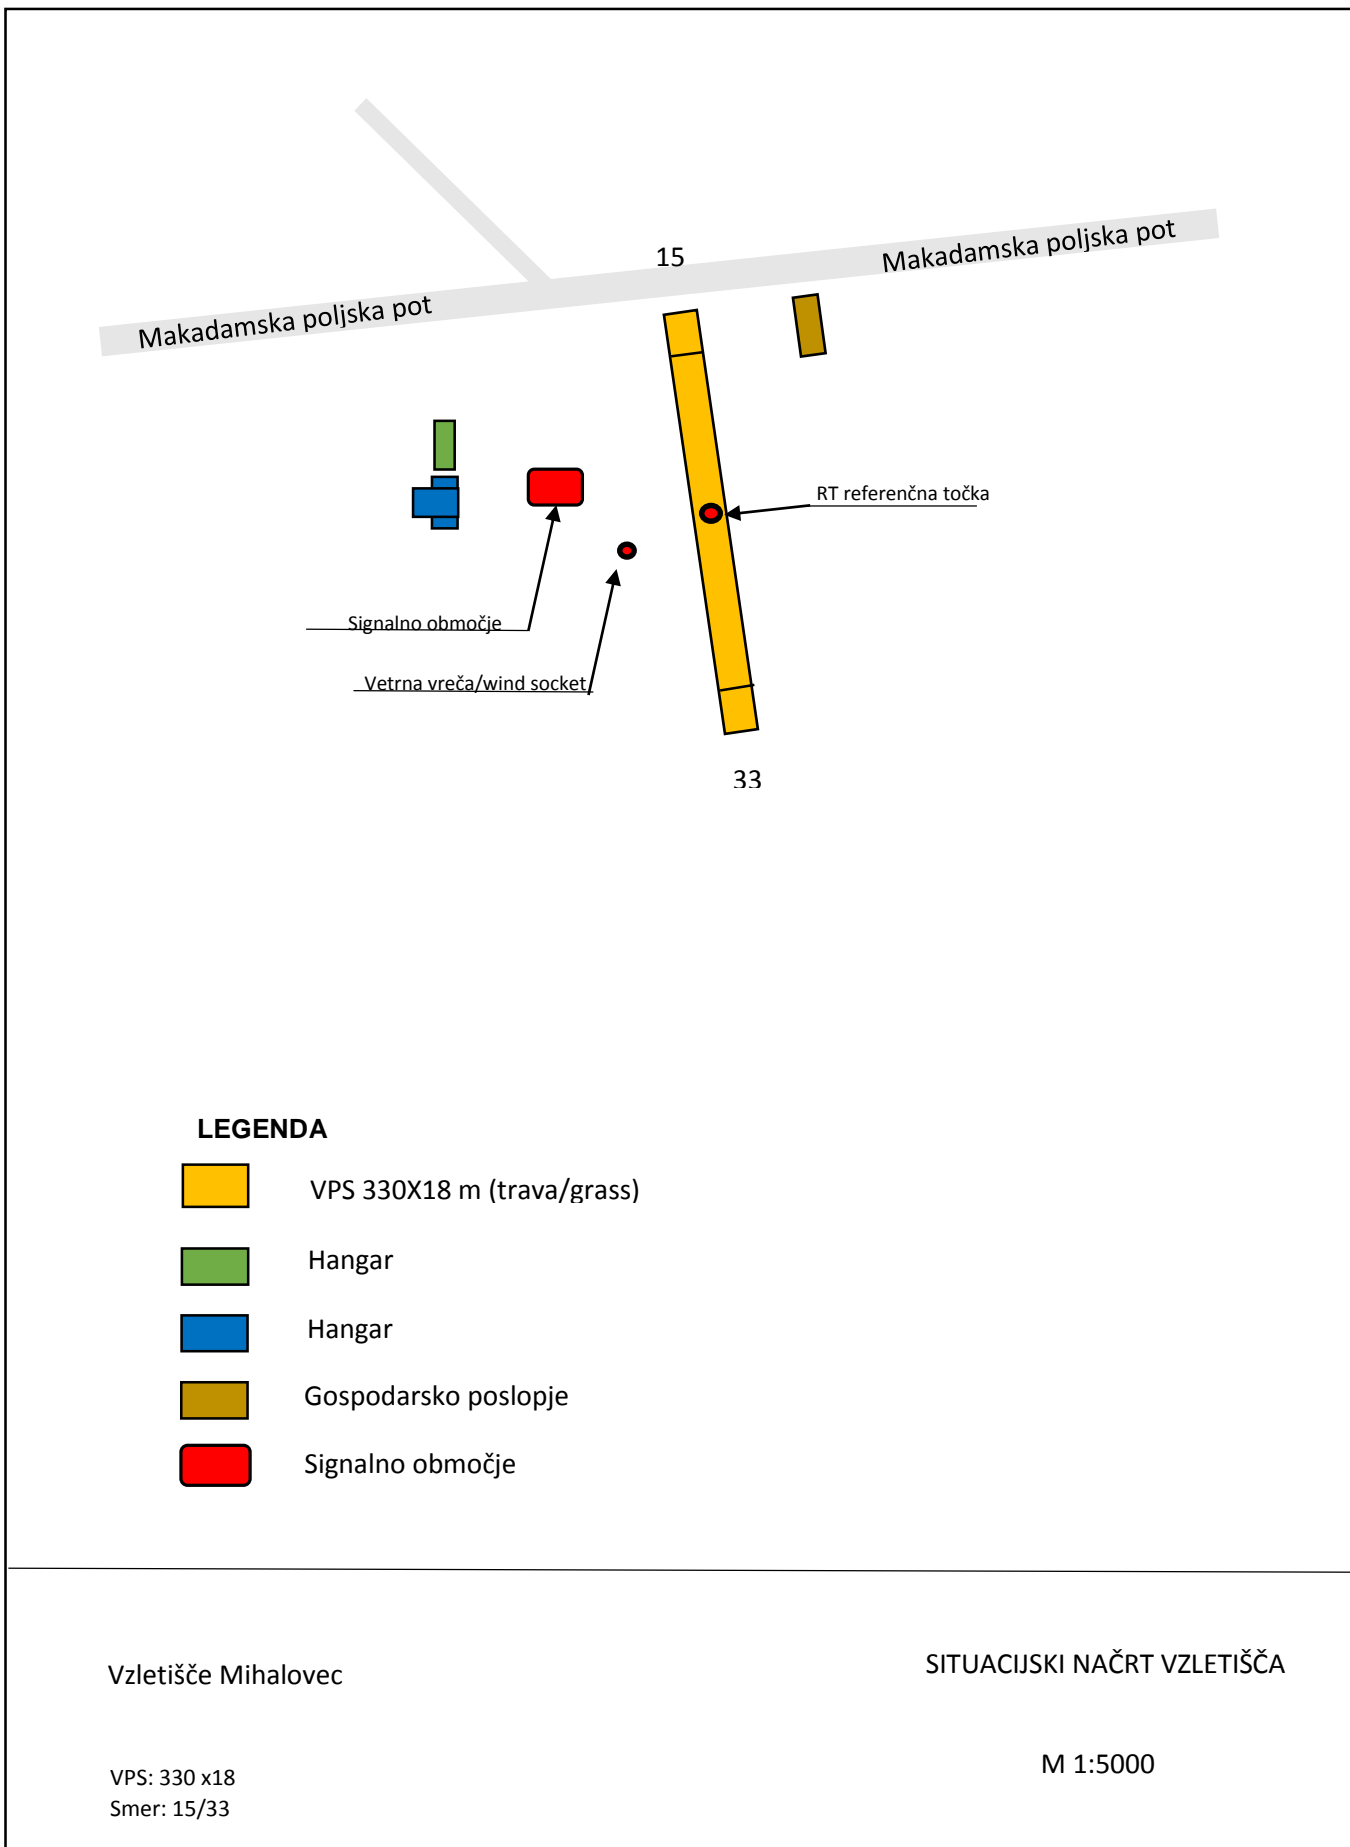 15
Makadamska poljska pot
Makadamska poljska pot
RT referenčna točka
Signalno območje
Vetrna vreča/wind socket
33
LEGENDA
VPS 330X18 m (trava/grass)
Hangar
Hangar
Gospodarsko poslopje
Signalno območje
Vzletišče Mihalovec
SITUACIJSKI NAČRT VZLETIŠČA
M 1:5000
VPS: 330 x18
Smer: 15/33